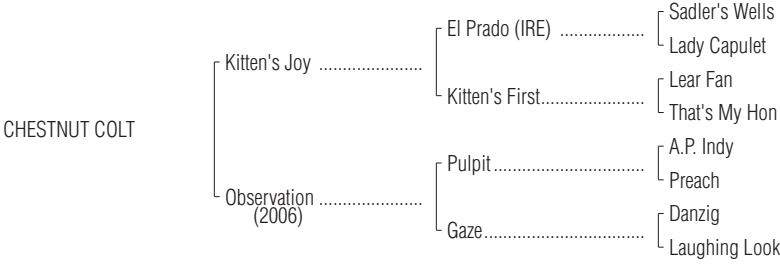 Sadler's Wells
El Prado (IRE) ..................
Lady Capulet
Kitten's Joy ......................
Lear Fan
Kitten's First......................
That's My Hon
CHESTNUT COLT
A.P. Indy
Pulpit................................
Preach
Observation ......................
(2006)
Danzig
Gaze..................................
Laughing Look